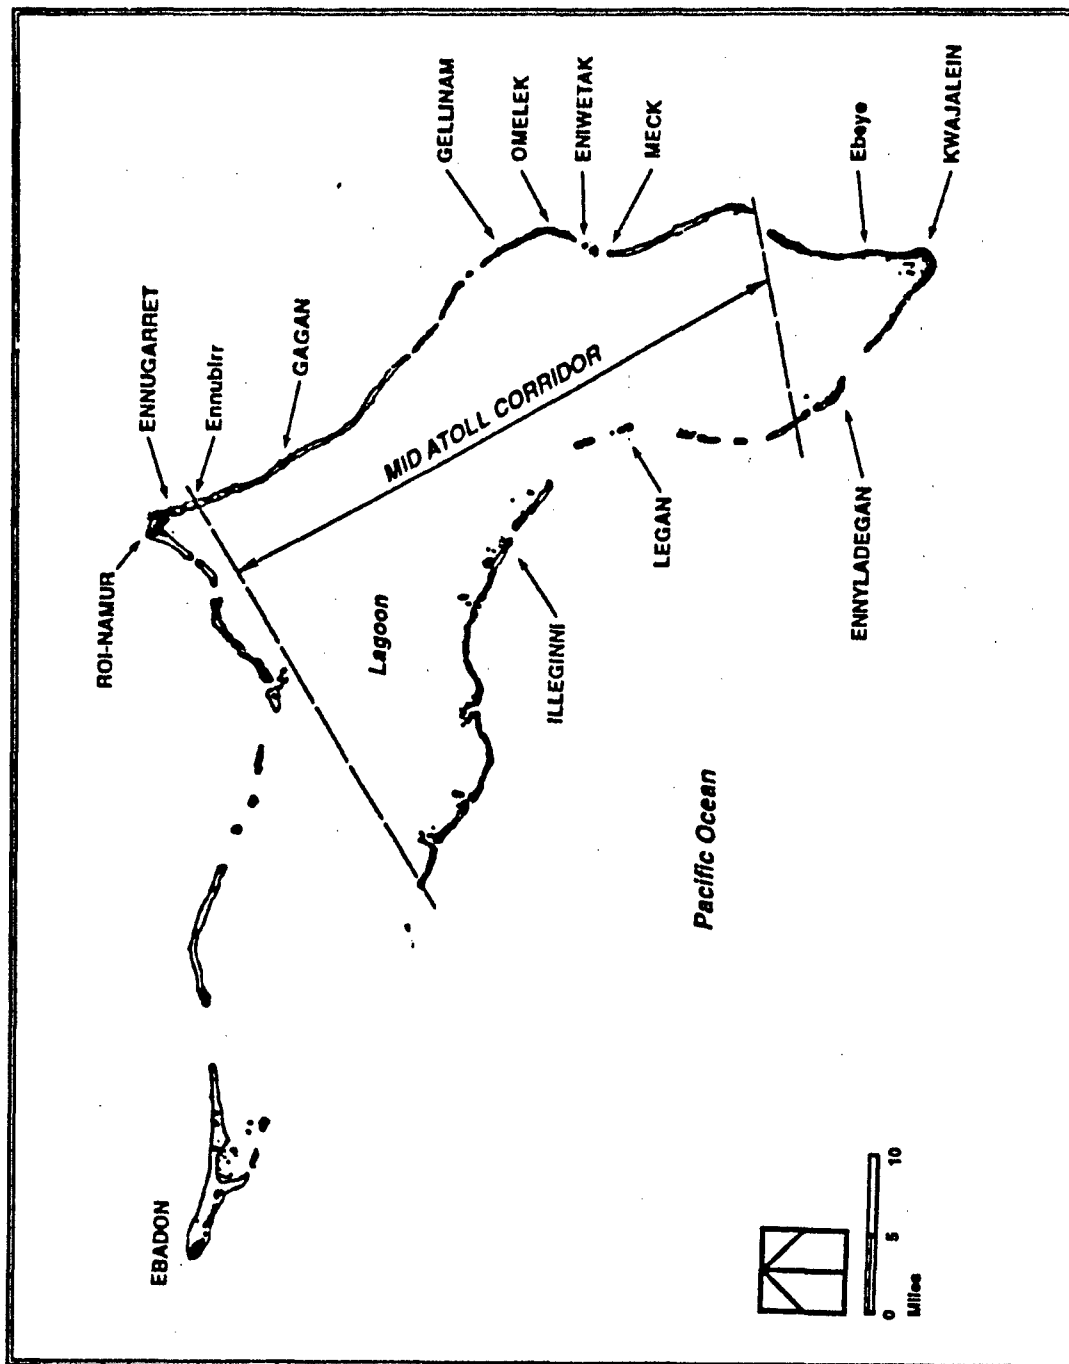 ROI-NAMUR
ENNUGARRET
Ennubirr
GAGAN
GELLINAM
OMELEK
ENIWETAK
MECK
Ebeye
KWAJALEIN
MID ATOLL CORRIDOR
EBADON
Lagoon
ILLEGINNI
LEGAN
ENNYLADEGAN
Pacific Ocean
0 5 10
Miles